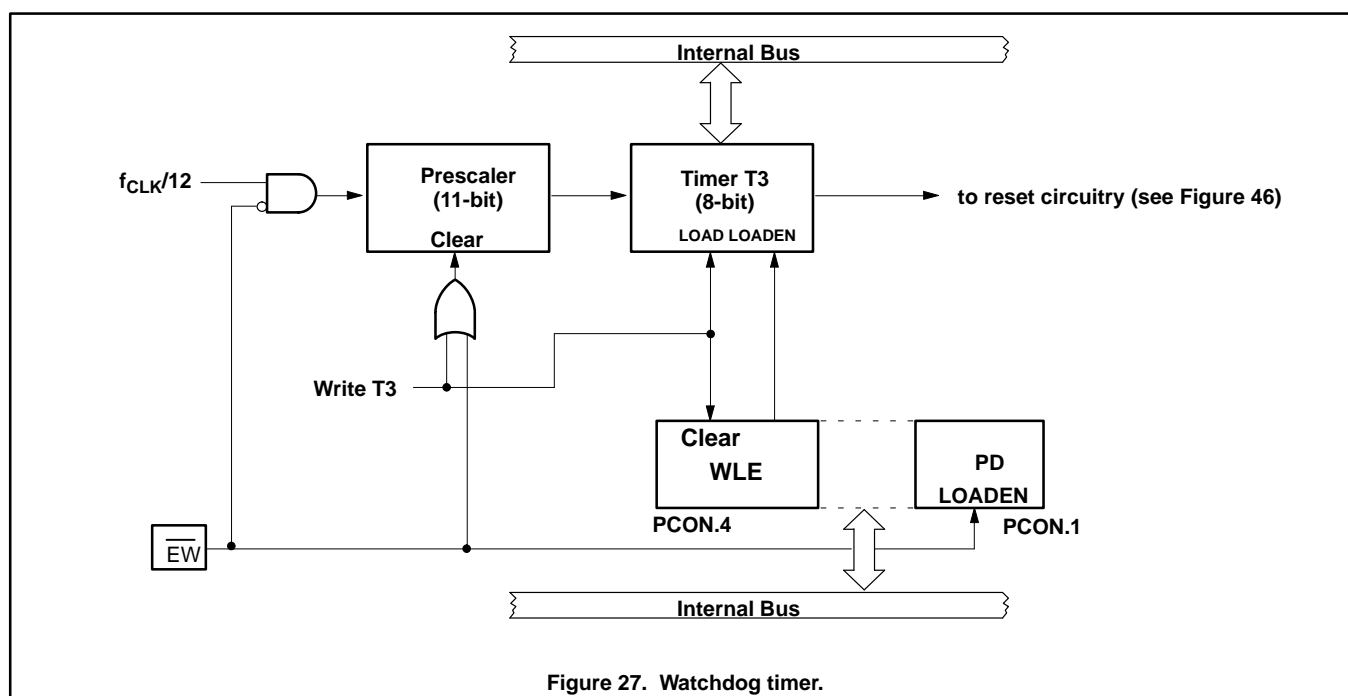 Internal Bus
fCLK/12
Prescaler
(11-bit)
Clear
Timer T3
(8-bit)
LOAD LOADEN
to reset circuitry (see Figure 46)
Write T3
Clear
WLE
PCON.4
PD
LOADEN
PCON.1
EW
Internal Bus
Figure 27. Watchdog timer.